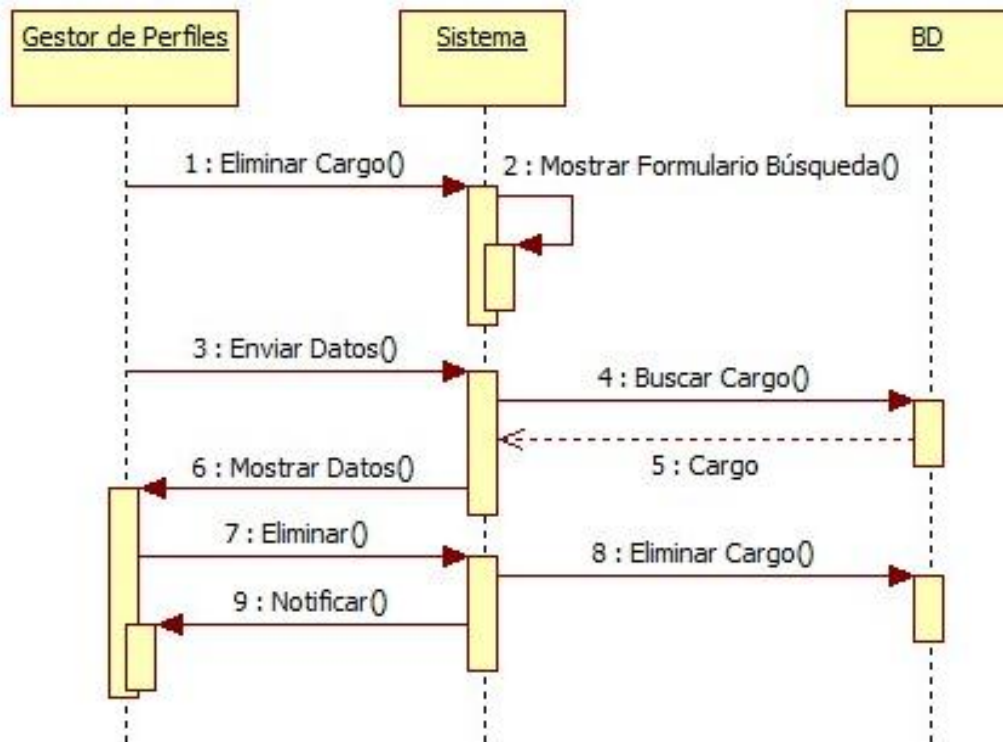 Gestor de Perfiles
Sistema
BD
1 : Eliminar Cargo()
2 : Mostrar Formulario Búsqueda()
3 : Enviar Datos()
4 : Buscar Cargo()
5 : Cargo
6 : Mostrar Datos()
7 : Eliminar()
8 : Eliminar Cargo()
9 : Notificar()